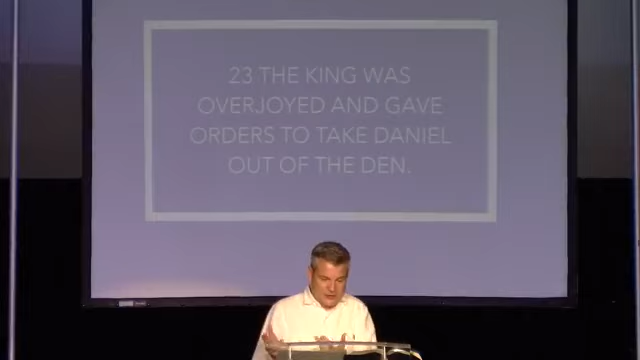 23 THE KING WAS
OVERJOYED AND GAVE
ORDERS TO TAKE DANIEL
OUT OF THE DEN.